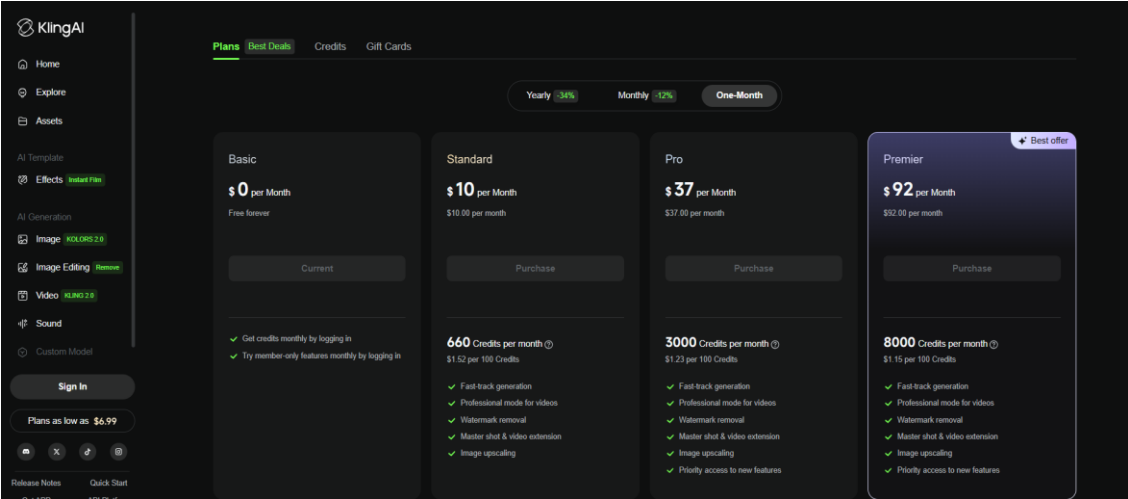 KlingAI
Home
Explore
Assets
AI Template
Effects Instant Film
AI Generation
Image KOLORS 2.0
Image Editing Remove
Video KLING 2.0
Sound
Custom Model
Sign In
Plans as low as $6.99
Release Notes Quick Start
Plans Best Deals Credits Gift Cards
Yearly -34% Monthly -12% One-Month
Basic
$ 0 per Month
Free forever
Current
Get credits monthly by logging in
Try member-only features monthly by logging in
Standard
$ 10 per Month
$10.00 per month
Purchase
660 Credits per month
$1.52 per 100 Credits
Fast-track generation
Professional mode for videos
Watermark removal
Master shot & video extension
Image upscaling
Pro
$ 37 per Month
$37.00 per month
Purchase
3000 Credits per month
$1.23 per 100 Credits
Fast-track generation
Professional mode for videos
Watermark removal
Master shot & video extension
Image upscaling
Priority access to new features
Best offer
Premier
$ 92 per Month
$92.00 per month
Purchase
8000 Credits per month
$1.15 per 100 Credits
Fast-track generation
Professional mode for videos
Watermark removal
Master shot & video extension
Image upscaling
Priority access to new features